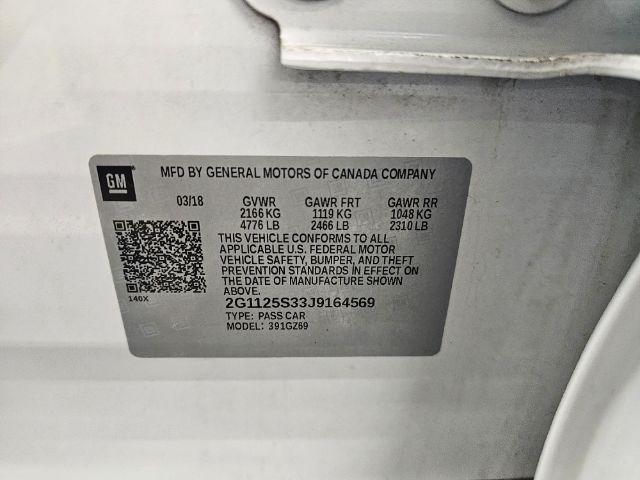 GM
MFD BY GENERAL MOTORS OF CANADA COMPANY
03/18 GVWR GAWR FRT GAWR RR
2166 KG 1119 KG 1048 KG
4776 LB 2466 LB 2310 LB
THIS VEHICLE CONFORMS TO ALL
APPLICABLE U.S. FEDERAL MOTOR
VEHICLE SAFETY, BUMPER, AND THEFT
PREVENTION STANDARDS IN EFFECT ON
THE DATE OF MANUFACTURE SHOWN
ABOVE.
140X
2G1125S33J9164569
TYPE: PASS CAR
MODEL: 391GZ69